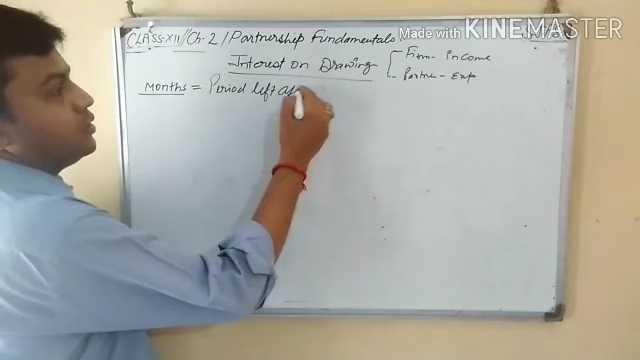 CLASS-XII // Ch-2 / Partnership Fundamentals
Made with KINEMASTER
Interest on Drawing
Firm - Income
Partner - Exp
Months = Period left af